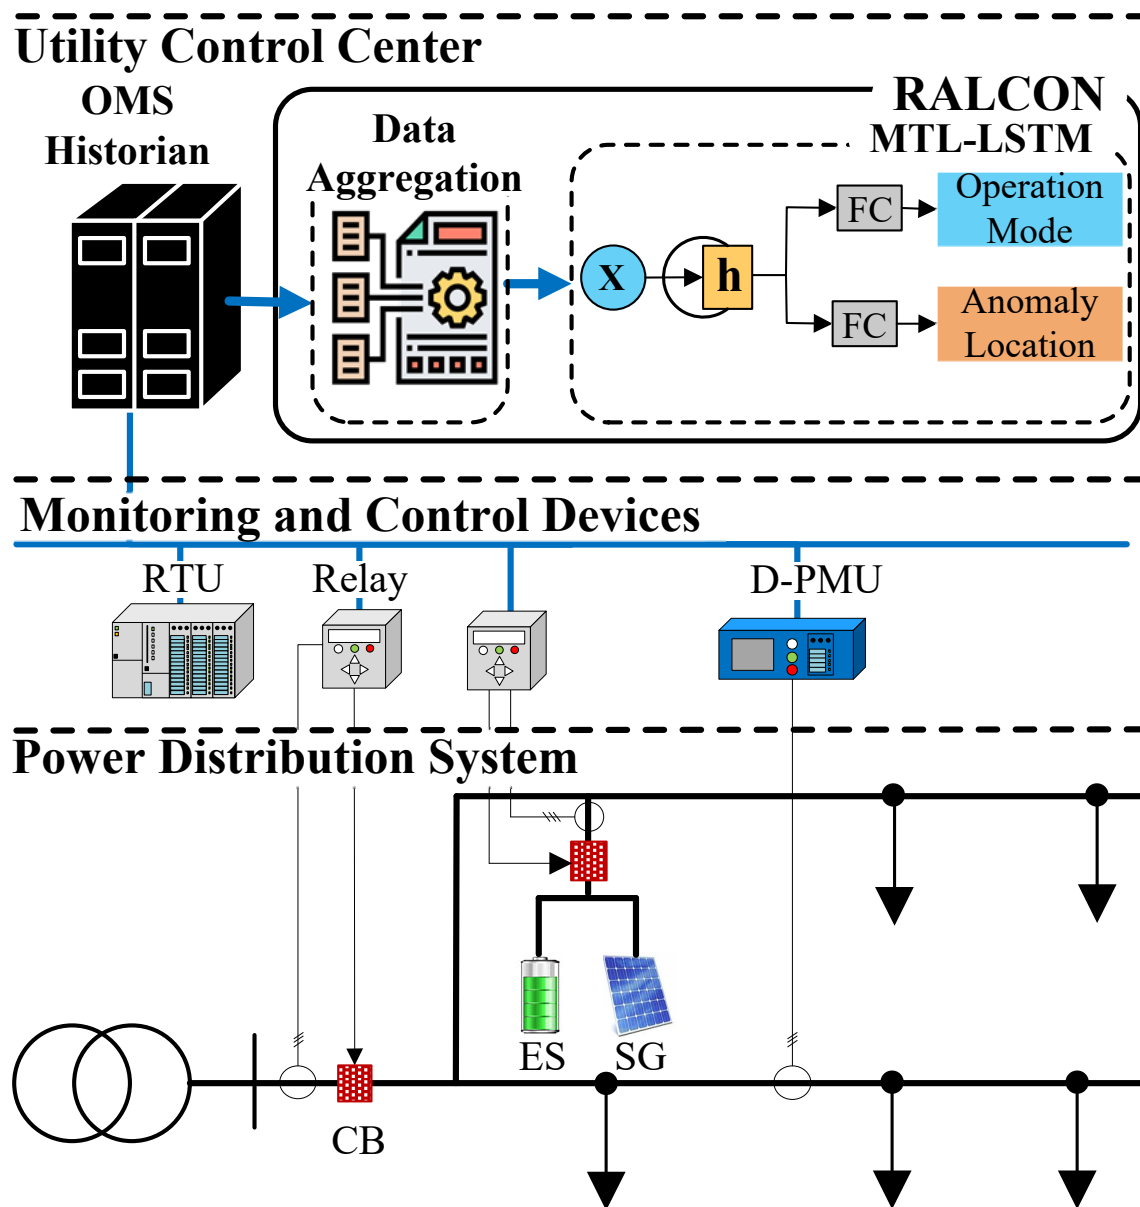 Utility Control Center
OMS
Historian
RALCON
MTL-LSTM
Data
Aggregation
X
h
FC
Operation
Mode
FC
Anomaly
Location
Monitoring and Control Devices
RTU
Relay
D-PMU
Power Distribution System
ES
SG
CB